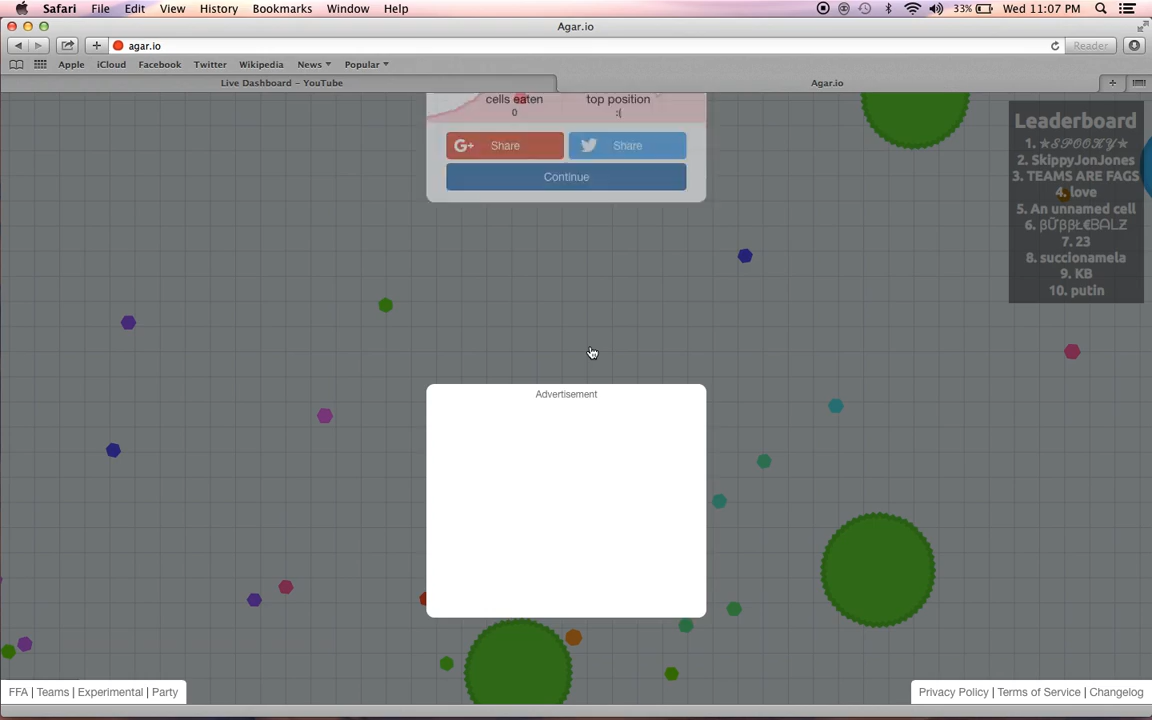 Safari File Edit View History Bookmarks Window Help 33% Wed 11:07 PM
Agar.io
agar.io Reader
Apple iCloud Facebook Twitter Wikipedia News Popular
Live Dashboard – YouTube Agar.io
cells eaten top position
0 :(
G+ Share Share
Continue
Leaderboard
1. ★𝓢𝓟𝓞𝓞𝓚𝓨★
2. SkippyJonJones
3. TEAMS ARE FAGS
4. love
5. An unnamed cell
7. 23
8. succionamela
9. KB
10. putin
Advertisement
FFA | Teams | Experimental | Party
Privacy Policy | Terms of Service | Changelog